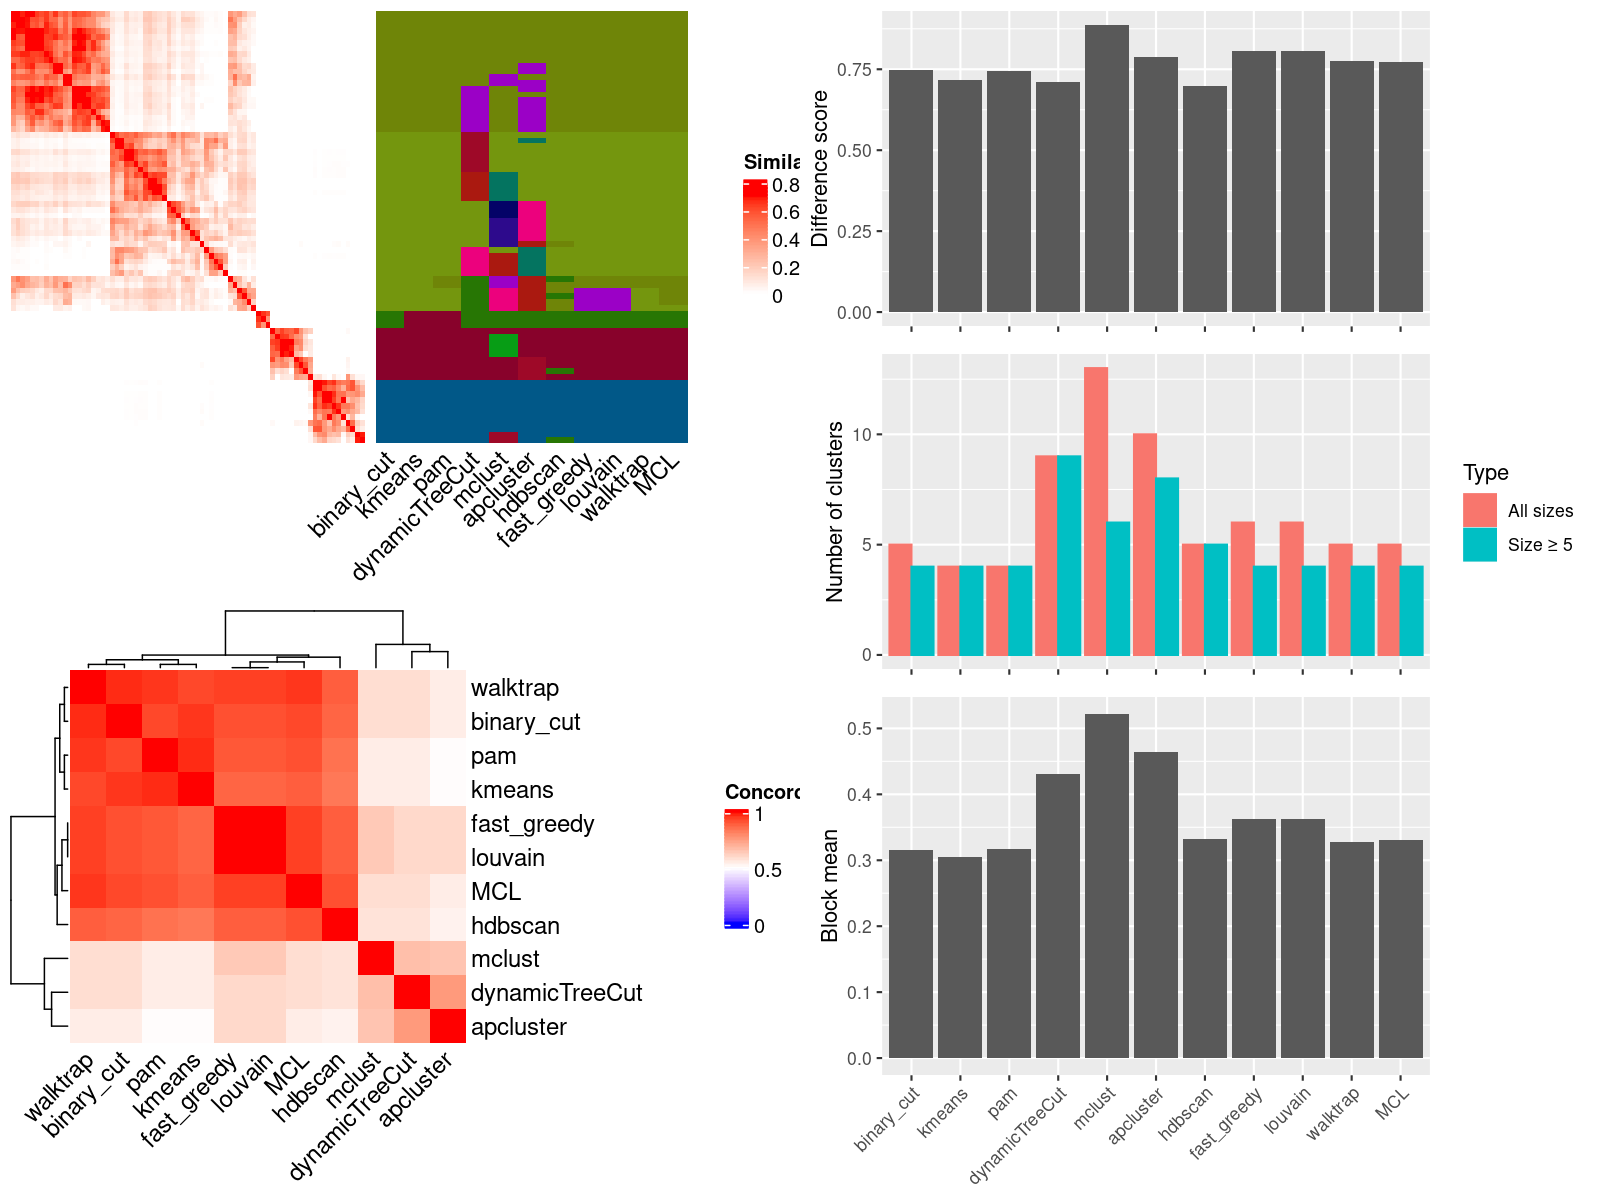 Simila
0.8
0.6
0.4
0.2
0
binary_cut
kmeans
pam
dynamicTreeCut
mclust
apcluster
hdbscan
fast_greedy
louvain
walktrap
MCL
walktrap
binary_cut
pam
kmeans
fast_greedy
louvain
MCL
hdbscan
mclust
dynamicTreeCut
apcluster
walktrap
binary_cut
pam
kmeans
fast_greedy
louvain
MCL
hdbscan
mclust
dynamicTreeCut
apcluster
Concord
1
0.5
0
Difference score
0.75
0.50
0.25
0.00
Number of clusters
10
5
0
Type
All sizes
Size ≥ 5
Block mean
0.5
0.4
0.3
0.2
0.1
0.0
binary_cut
kmeans
pam
dynamicTreeCut
mclust
apcluster
hdbscan
fast_greedy
louvain
walktrap
MCL